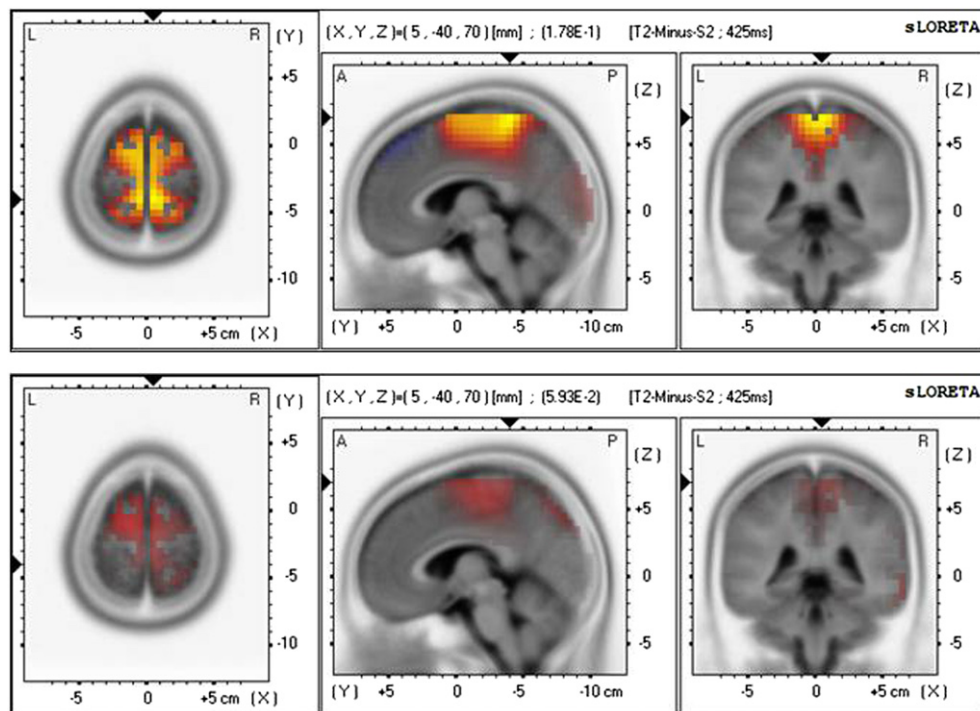 (X, Y, Z)=(5, -40, 70) [mm] ; (1.78E-1) [T2-Minus-S2 ; 425ms] sLORETA
L R (Y)
+5
0
-5
-10
-5 0 +5 cm (X)
A P (Z)
+5
0
-5
(Y) +5 0 -5 -10 cm
L R (Z)
+5
0
-5
-5 0 +5 cm (X)
(X, Y, Z)=(5, -40, 70) [mm] ; (5.93E-2) [T2-Minus-S2 ; 425ms] sLORETA
L R (Y)
+5
0
-5
-10
-5 0 +5 cm (X)
A P (Z)
+5
0
-5
(Y) +5 0 -5 -10 cm
L R (Z)
+5
0
-5
-5 0 +5 cm (X)